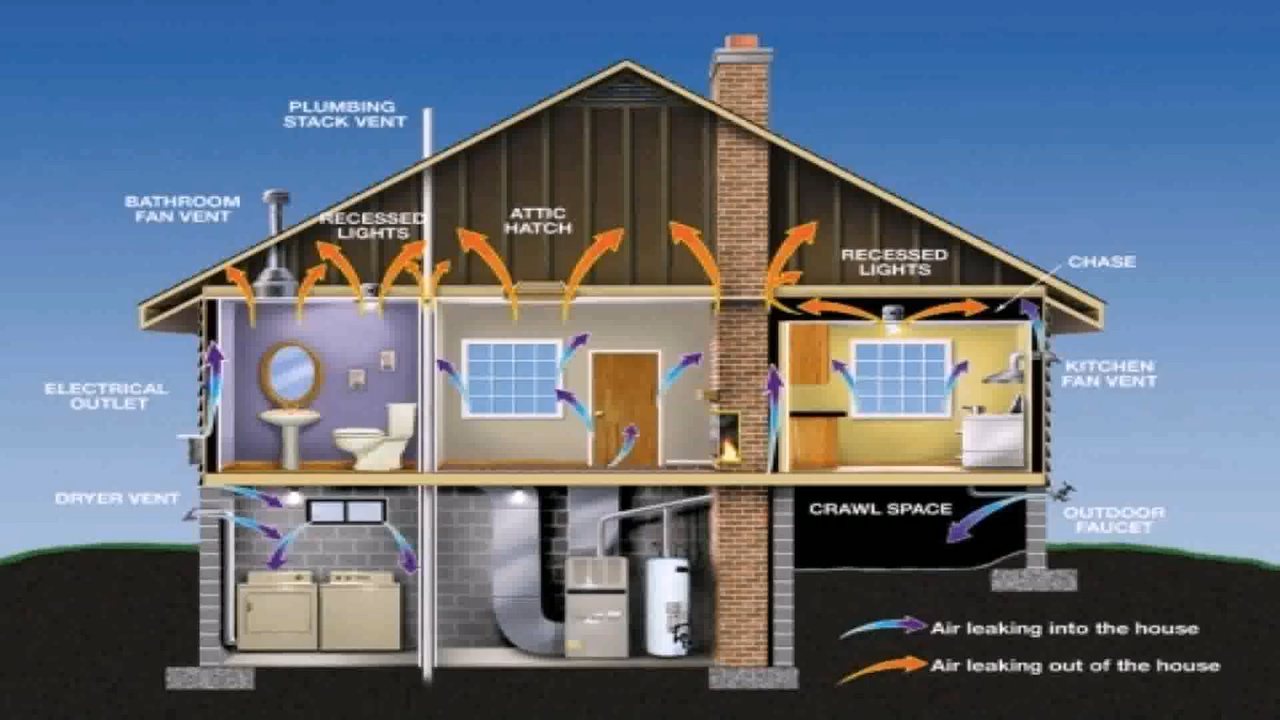 PLUMBING
STACK VENT
BATHROOM
FAN VENT
RECESSED
LIGHTS
ATTIC
HATCH
RECESSED
LIGHTS
CHASE
ELECTRICAL
OUTLET
KITCHEN
FAN VENT
DRYER VENT
CRAWL SPACE
OUTDOOR
FAUCET
Air leaking into the house
Air leaking out of the house